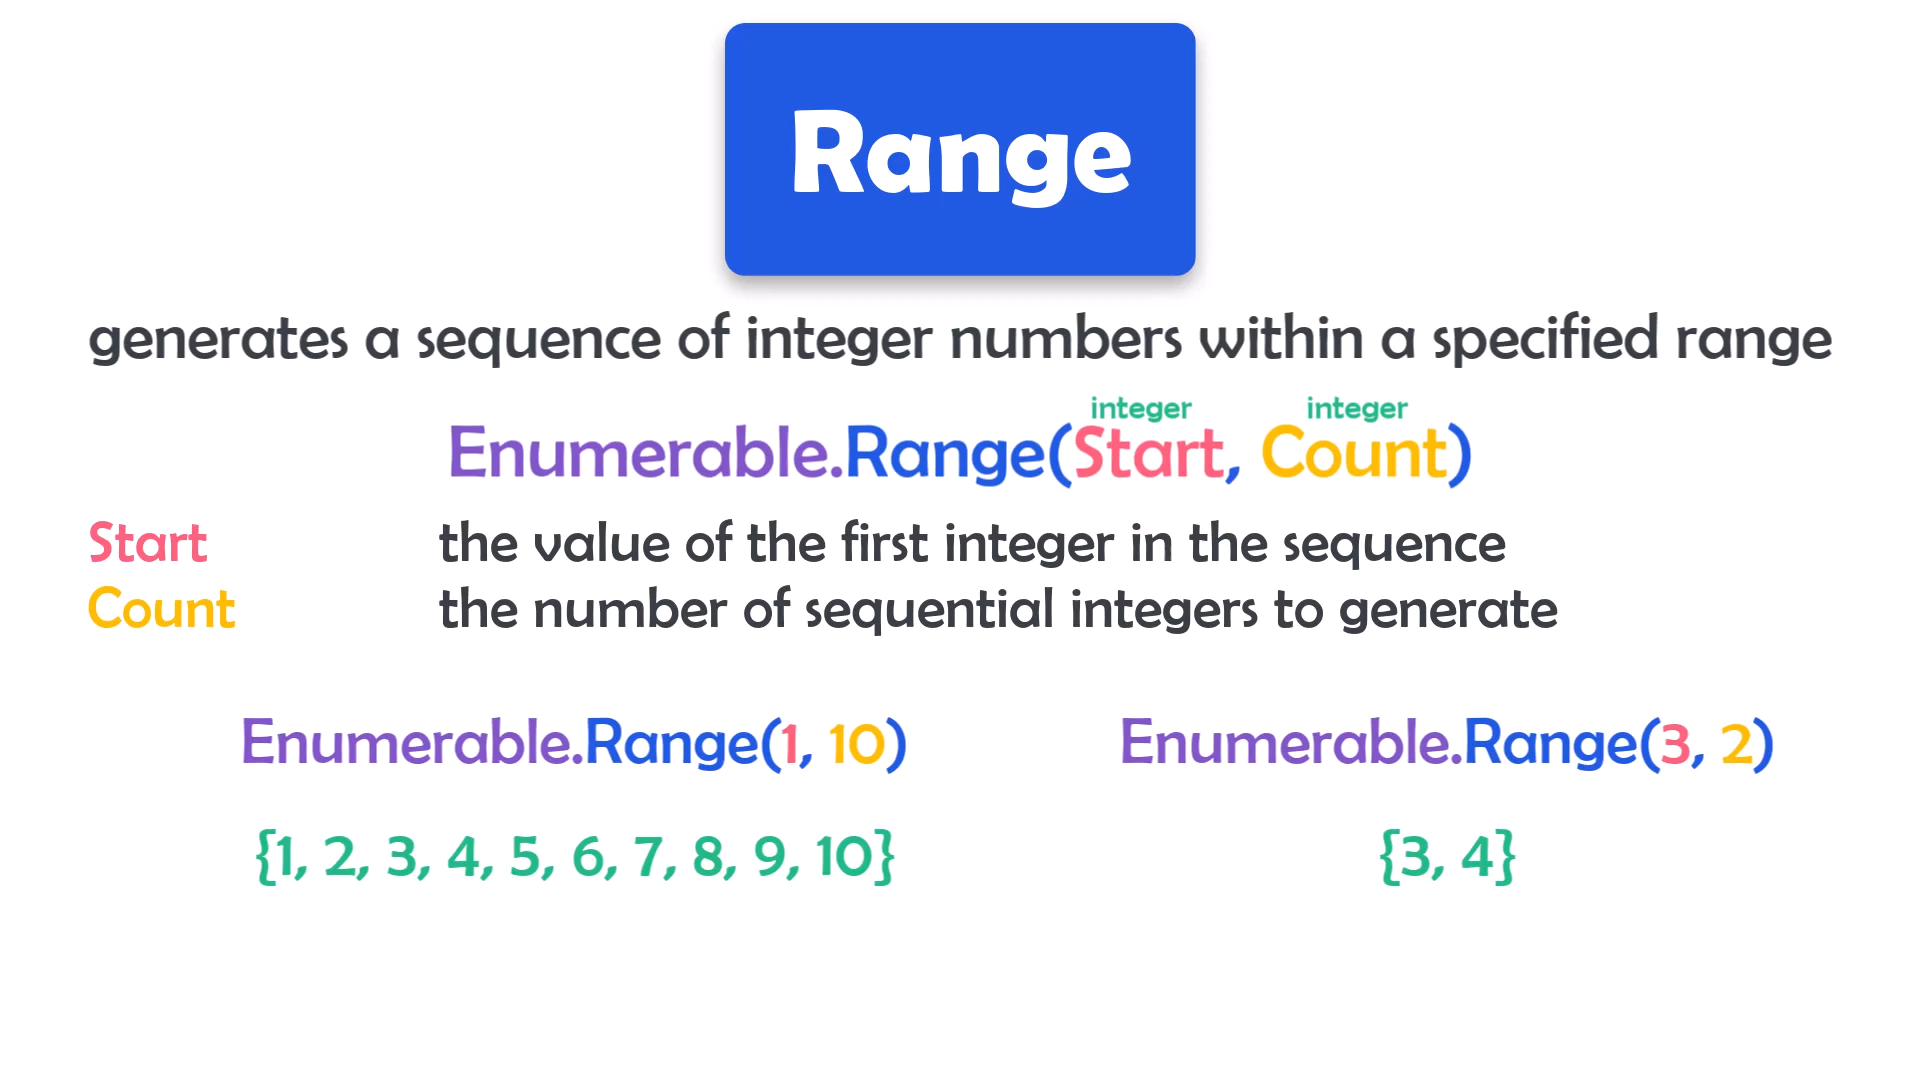 Range
generates a sequence of integer numbers within a specified range
integer integer
Enumerable.Range(Start, Count)
Start the value of the first integer in the sequence
Count the number of sequential integers to generate
Enumerable.Range(1, 10) Enumerable.Range(3, 2)
{1, 2, 3, 4, 5, 6, 7, 8, 9, 10} {3, 4}